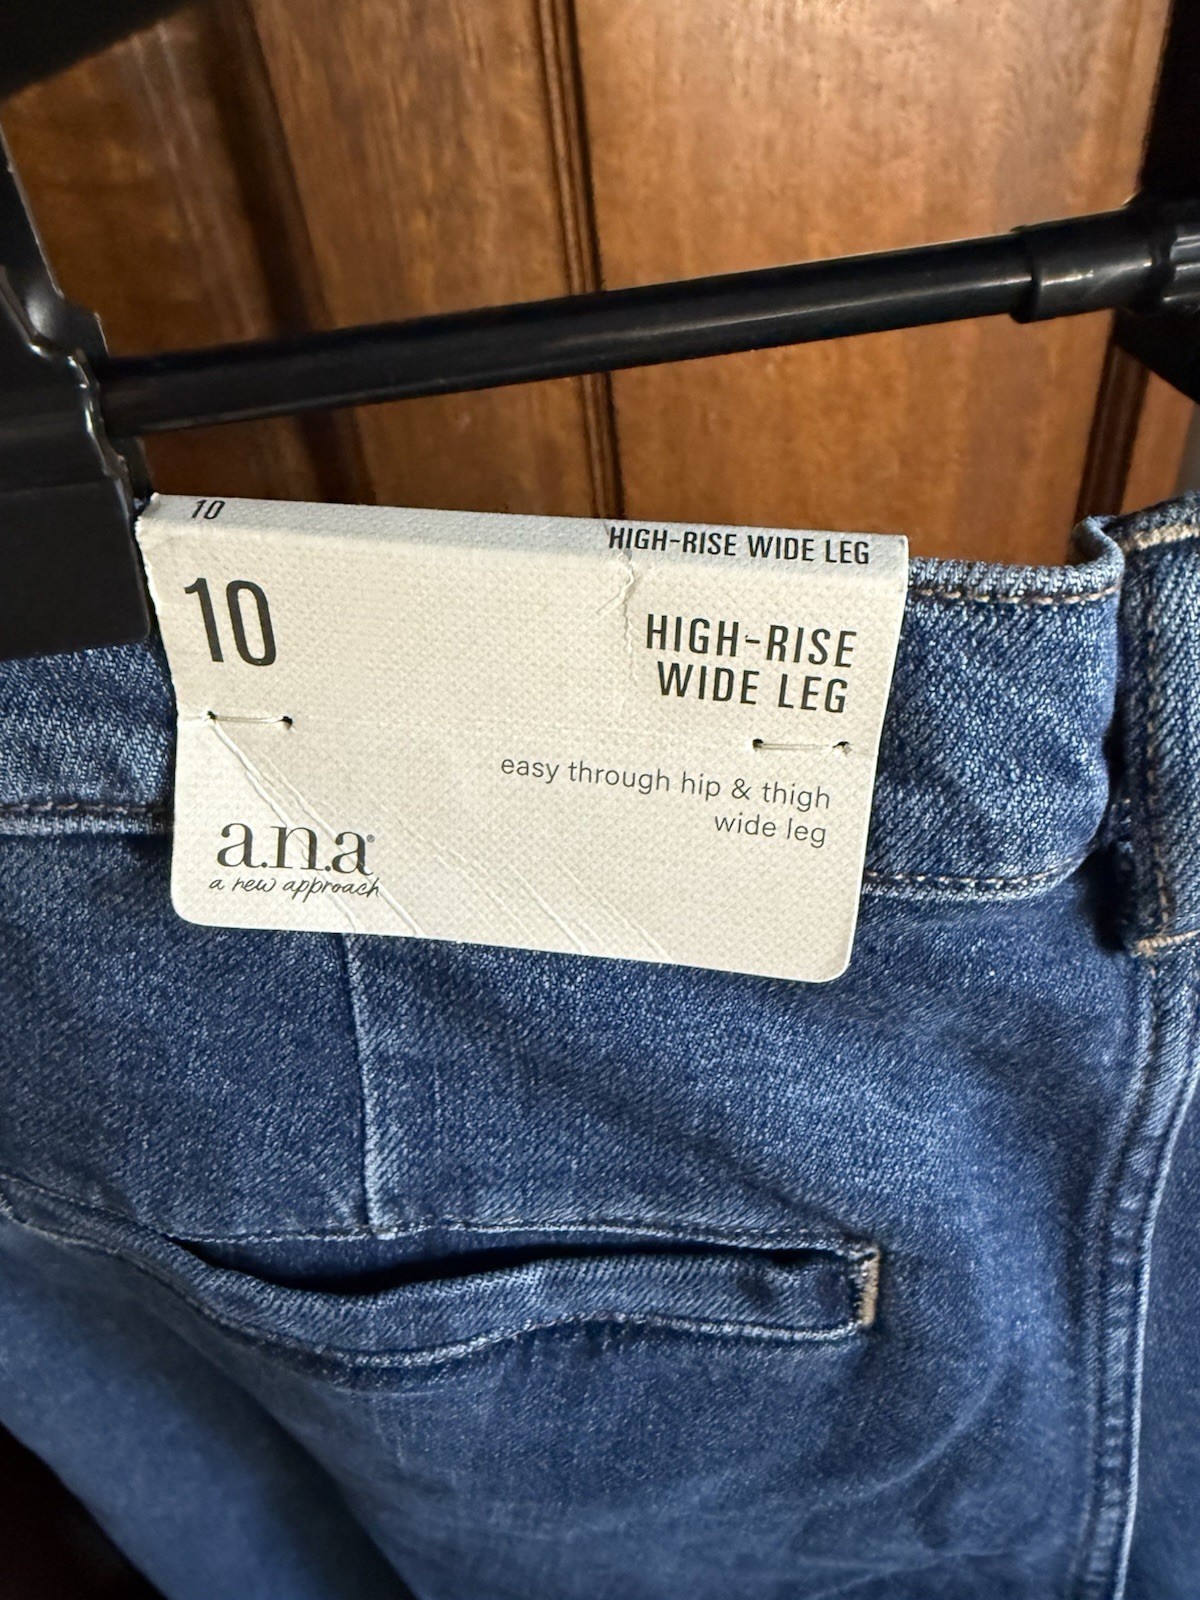 10
HIGH-RISE WIDE LEG
10
HIGH-RISE
WIDE LEG
easy through hip & thigh
wide leg
a.n.a®
a new approach